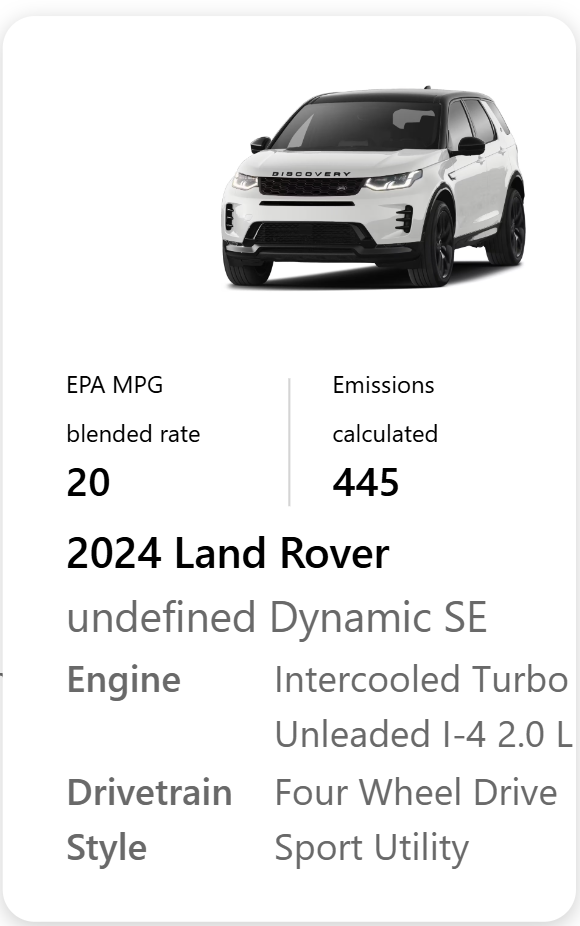 DISCOVERY
EPA MPG
blended rate
20
Emissions
calculated
445
2024 Land Rover
undefined Dynamic SE
Engine
Intercooled Turbo
Unleaded I-4 2.0 L
Drivetrain
Four Wheel Drive
Style
Sport Utility